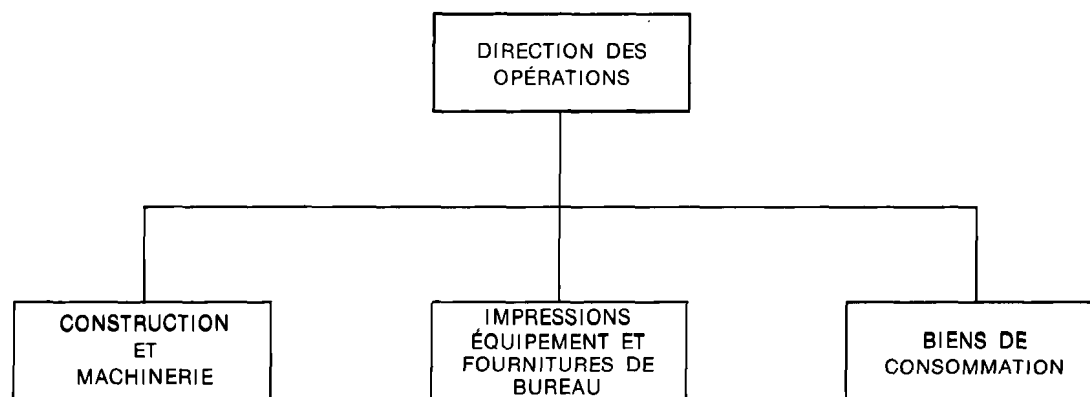 DIRECTION DES
OPÉRATIONS
CONSTRUCTION
ET
MACHINERIE
IMPRESSIONS
ÉQUIPEMENT ET
FOURNITURES DE
BUREAU
BIENS DE
CONSOMMATION